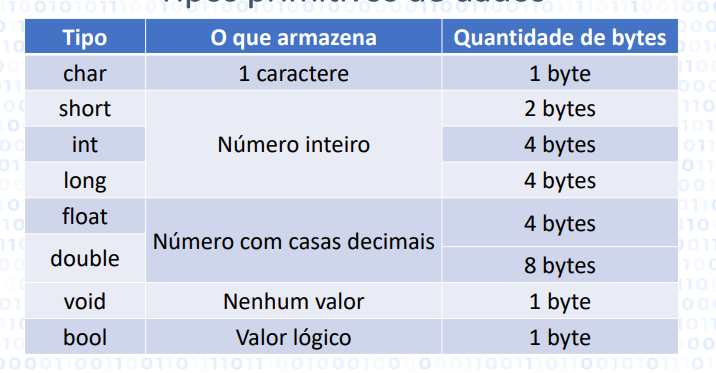 Tipos primitivos de dados
Tipo O que armazena Quantidade de bytes
char 1 caractere 1 byte
short 2 bytes
int Número inteiro 4 bytes
long 4 bytes
float 4 bytes
Número com casas decimais
double 8 bytes
void Nenhum valor 1 byte
bool Valor lógico 1 byte